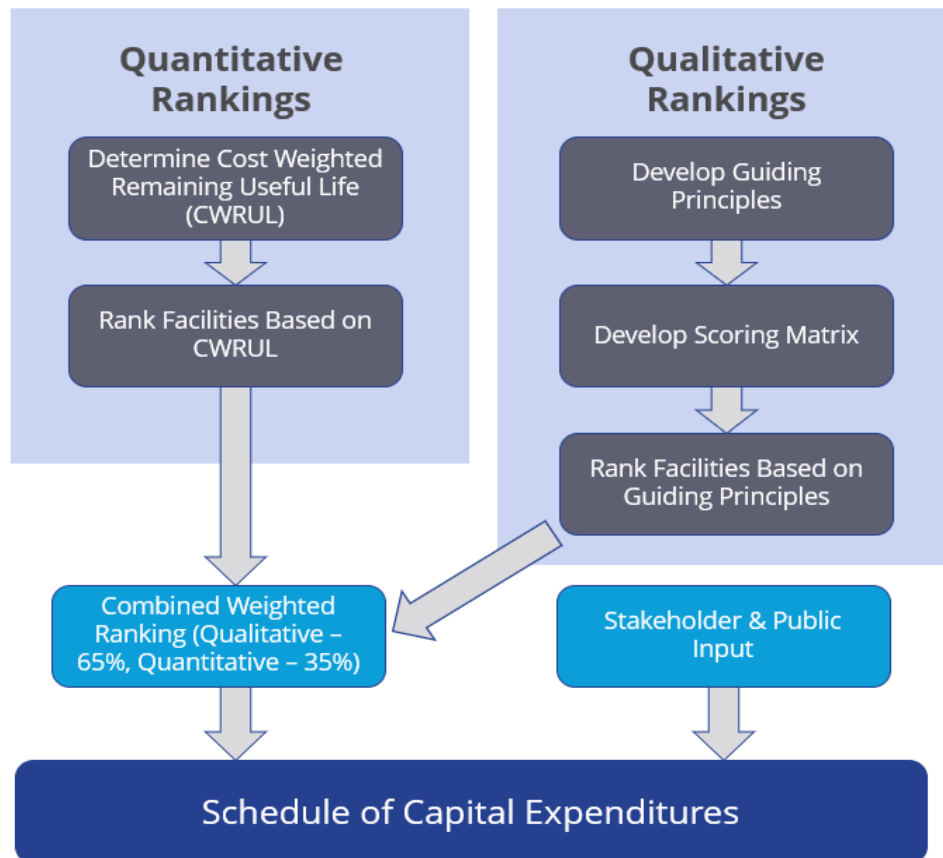 Quantitative
Rankings
Determine Cost Weighted
Remaining Useful Life
(CWRUL)
Rank Facilities Based on
CWRUL
Qualitative
Rankings
Develop Guiding
Principles
Develop Scoring Matrix
Rank Facilities Based on
Guiding Principles
Combined Weighted
Ranking (Qualitative –
65%, Quantitative – 35%)
Stakeholder & Public
Input
Schedule of Capital Expenditures